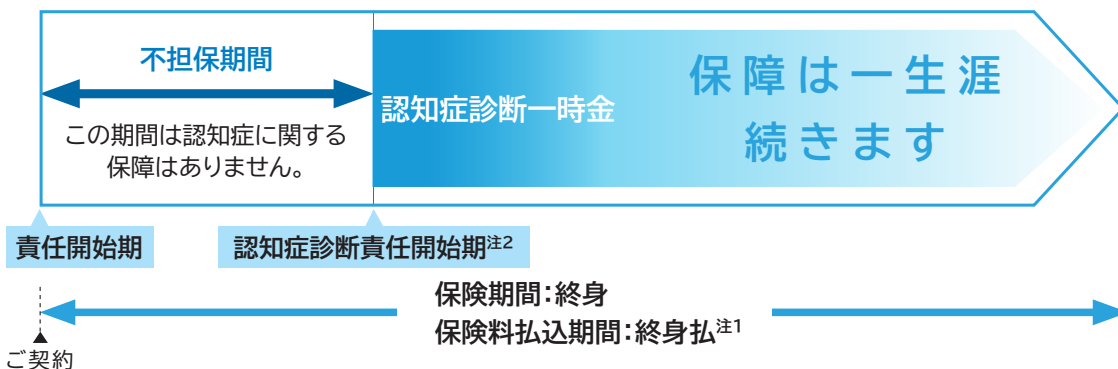 不担保期間
この期間は認知症に関する
保障はありません。
認知症診断一時金
保障は一生涯
続きます
責任開始期
認知症診断責任開始期注2
保険期間：終身
保険料払込期間：終身払注1
ご契約